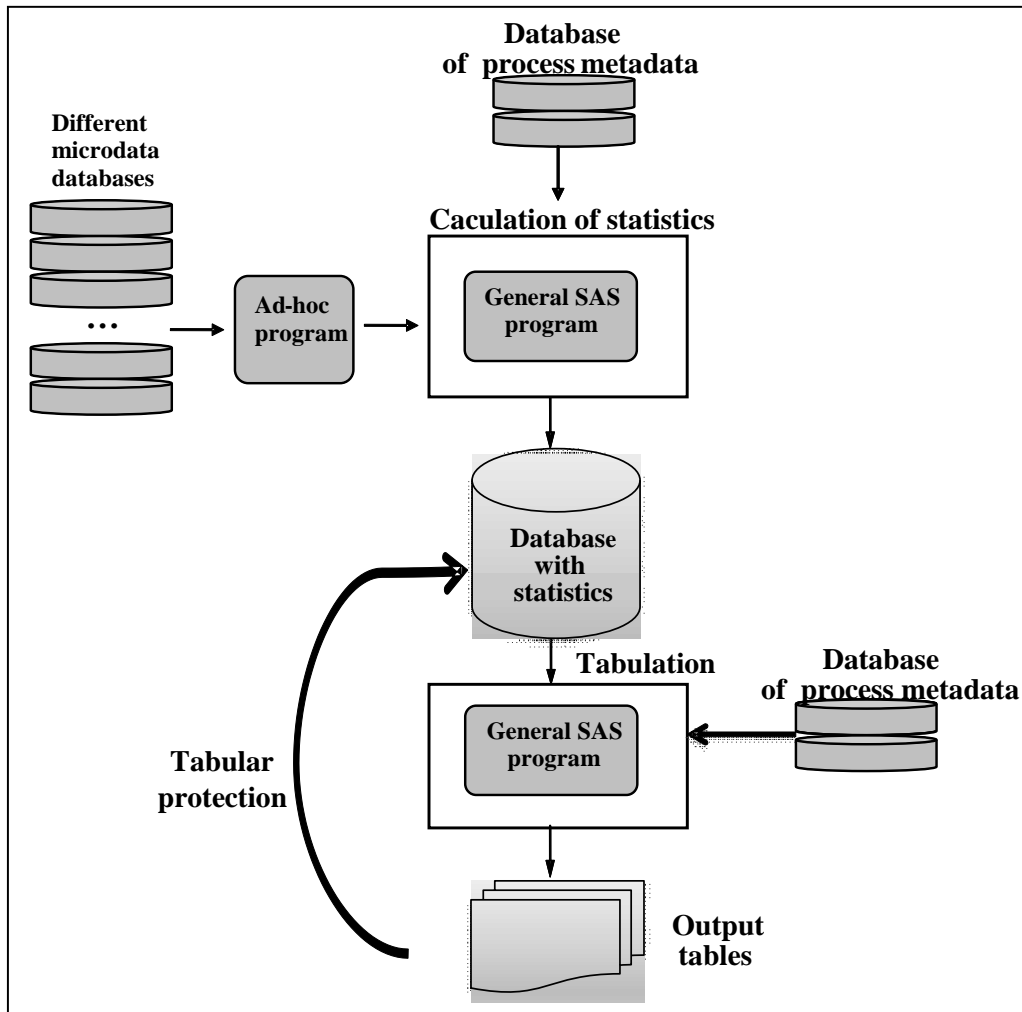 Database
of process metadata
Different
microdata
databases
Caculation of statistics
General SAS
program
Ad-hoc
program
...
Database
with
statistics
Tabulation
Database
of process metadata
General SAS
program
Tabular
protection
Output
tables